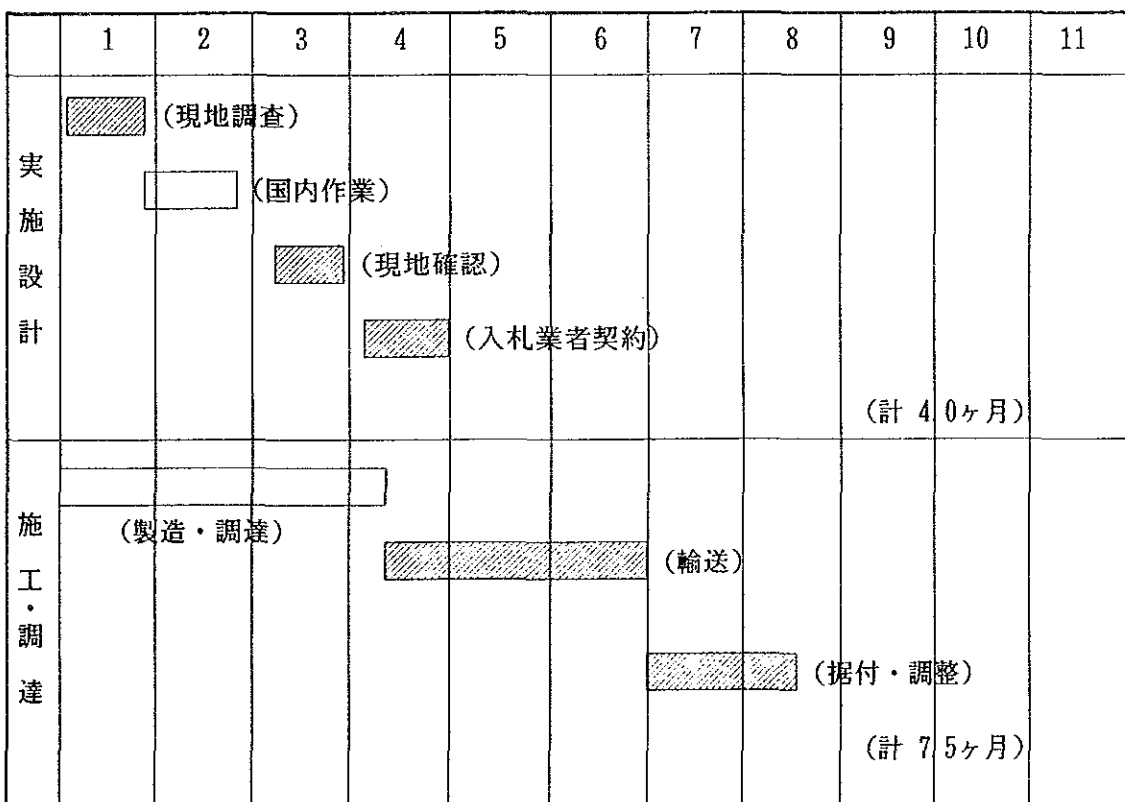 1 2 3 4 5 6 7 8 9 10 11
実施設計
(現地調査)
(国内作業)
(現地確認)
(入札業者契約)
(計 4.0ヶ月)
施工・調達
(製造・調達)
(輸送)
(据付・調整)
(計 7.5ヶ月)